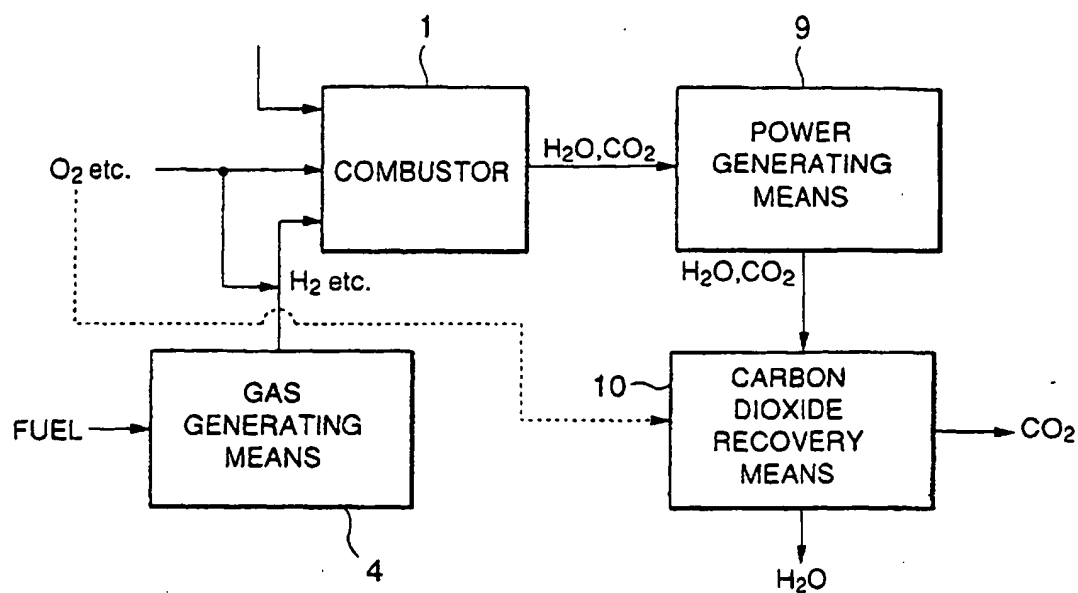 1
9
COMBUSTOR
H₂O,CO₂
POWER
GENERATING
MEANS
O₂ etc.
H₂ etc.
H₂O,CO₂
GAS
GENERATING
MEANS
FUEL
4
10
CARBON
DIOXIDE
RECOVERY
MEANS
CO₂
H₂O